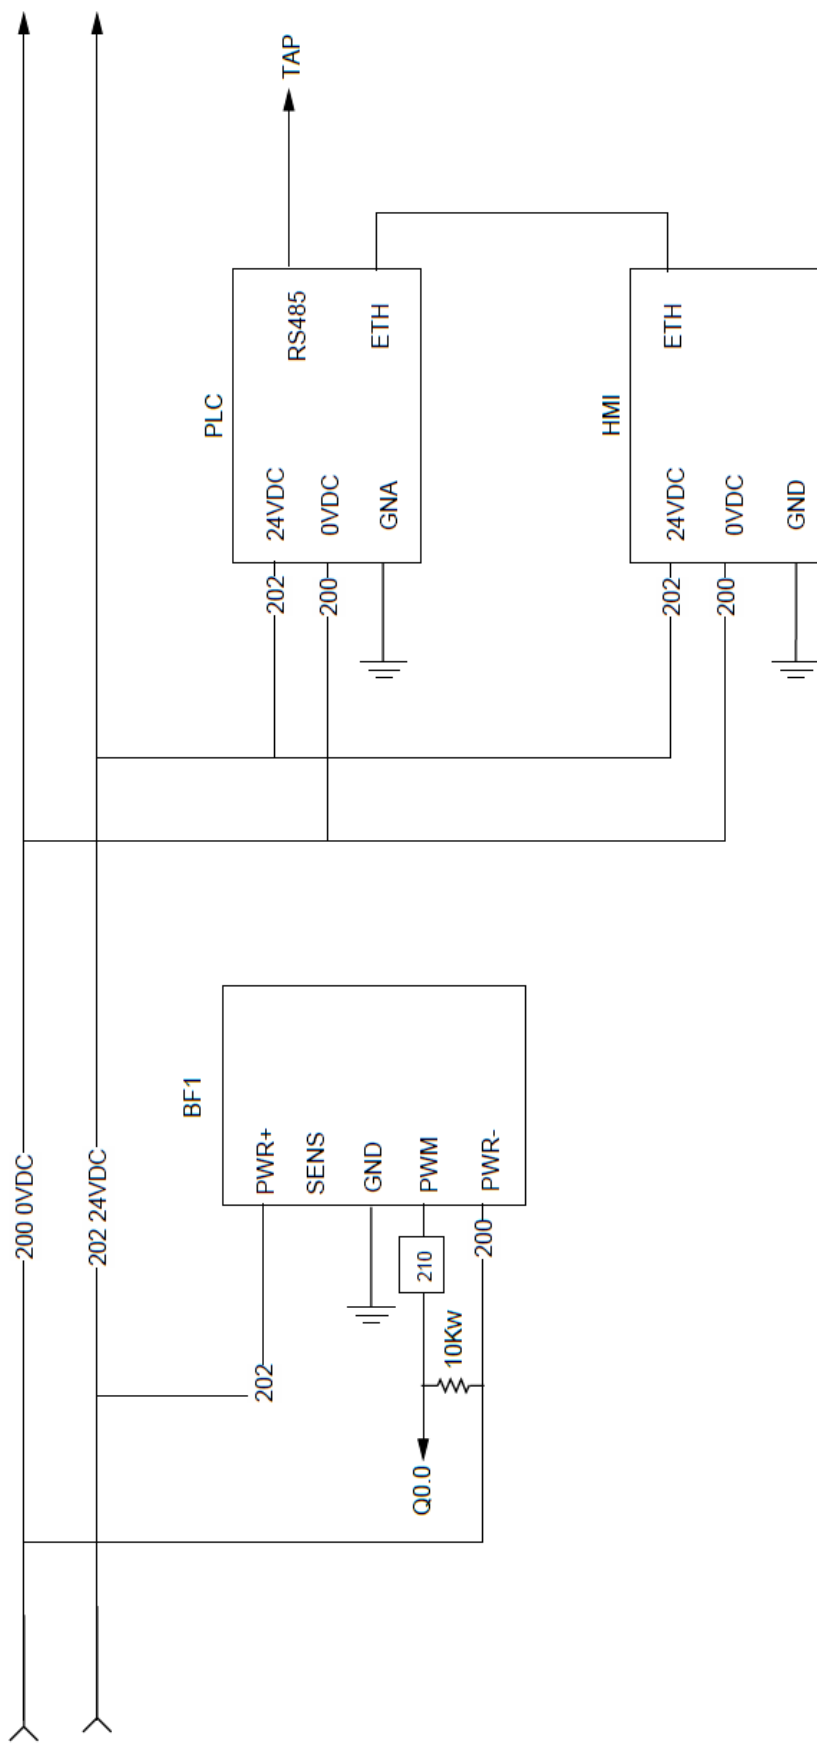 200 0VDC
202 24VDC
BF1
PWR+
SENS
GND
PWM
PWR-
202
210
200
10Kw
Q0.0
PLC
24VDC
0VDC
GNA
RS485
ETH
202
200
TAP
HMI
24VDC
0VDC
GND
ETH
202
200